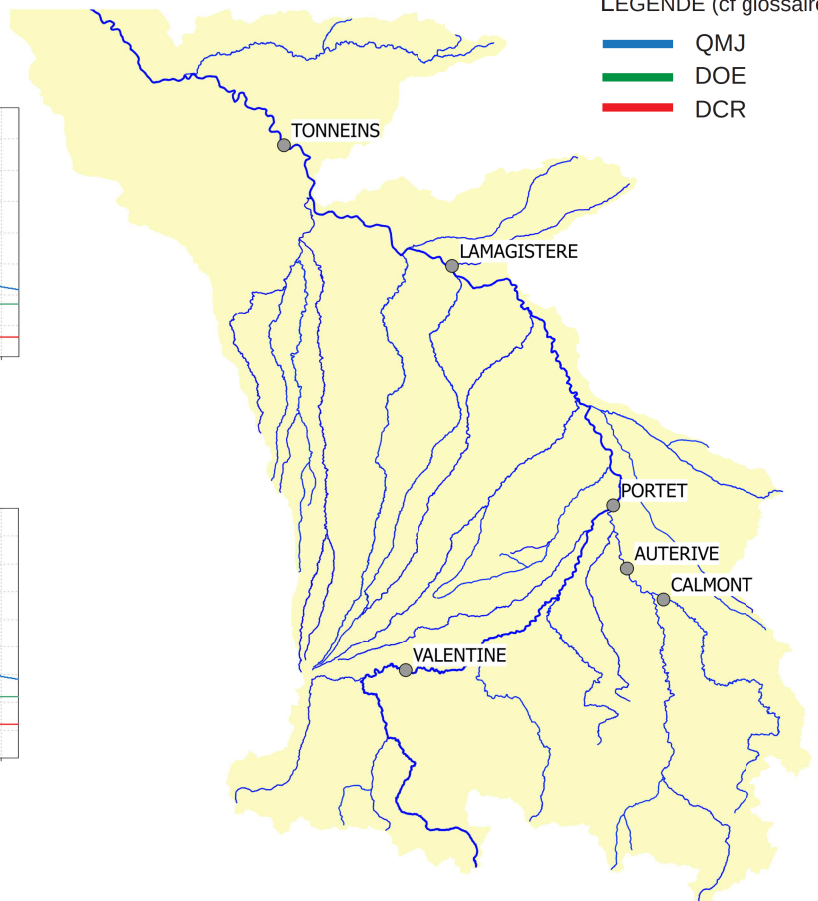 LEGENDE (cf glossaire
QMJ
DOE
DCR
TONNEINS
LAMAGISTERE
PORTET
AUTERIVE
CALMONT
VALENTINE